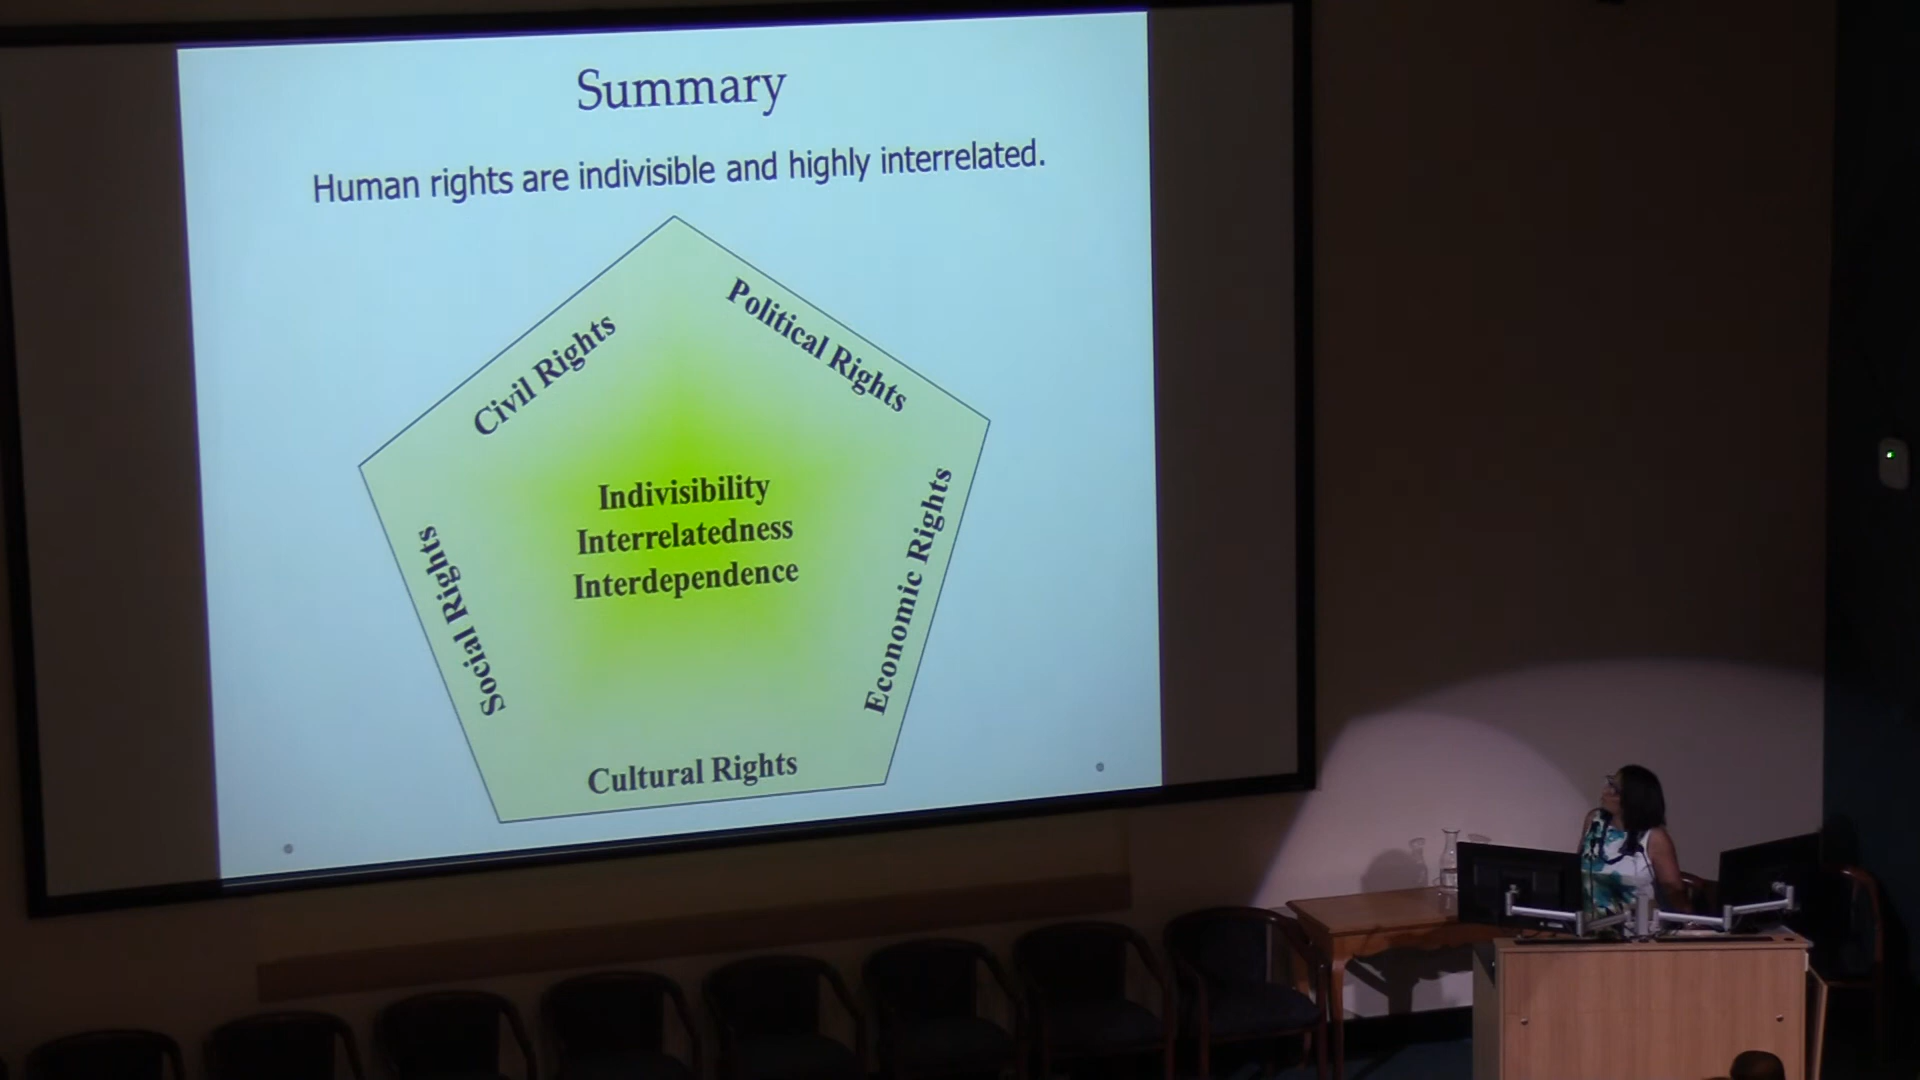 Summary
Human rights are indivisible and highly interrelated.
Civil Rights
Political Rights
Indivisibility
Interrelatedness
Interdependence
Social Rights
Economic Rights
Cultural Rights